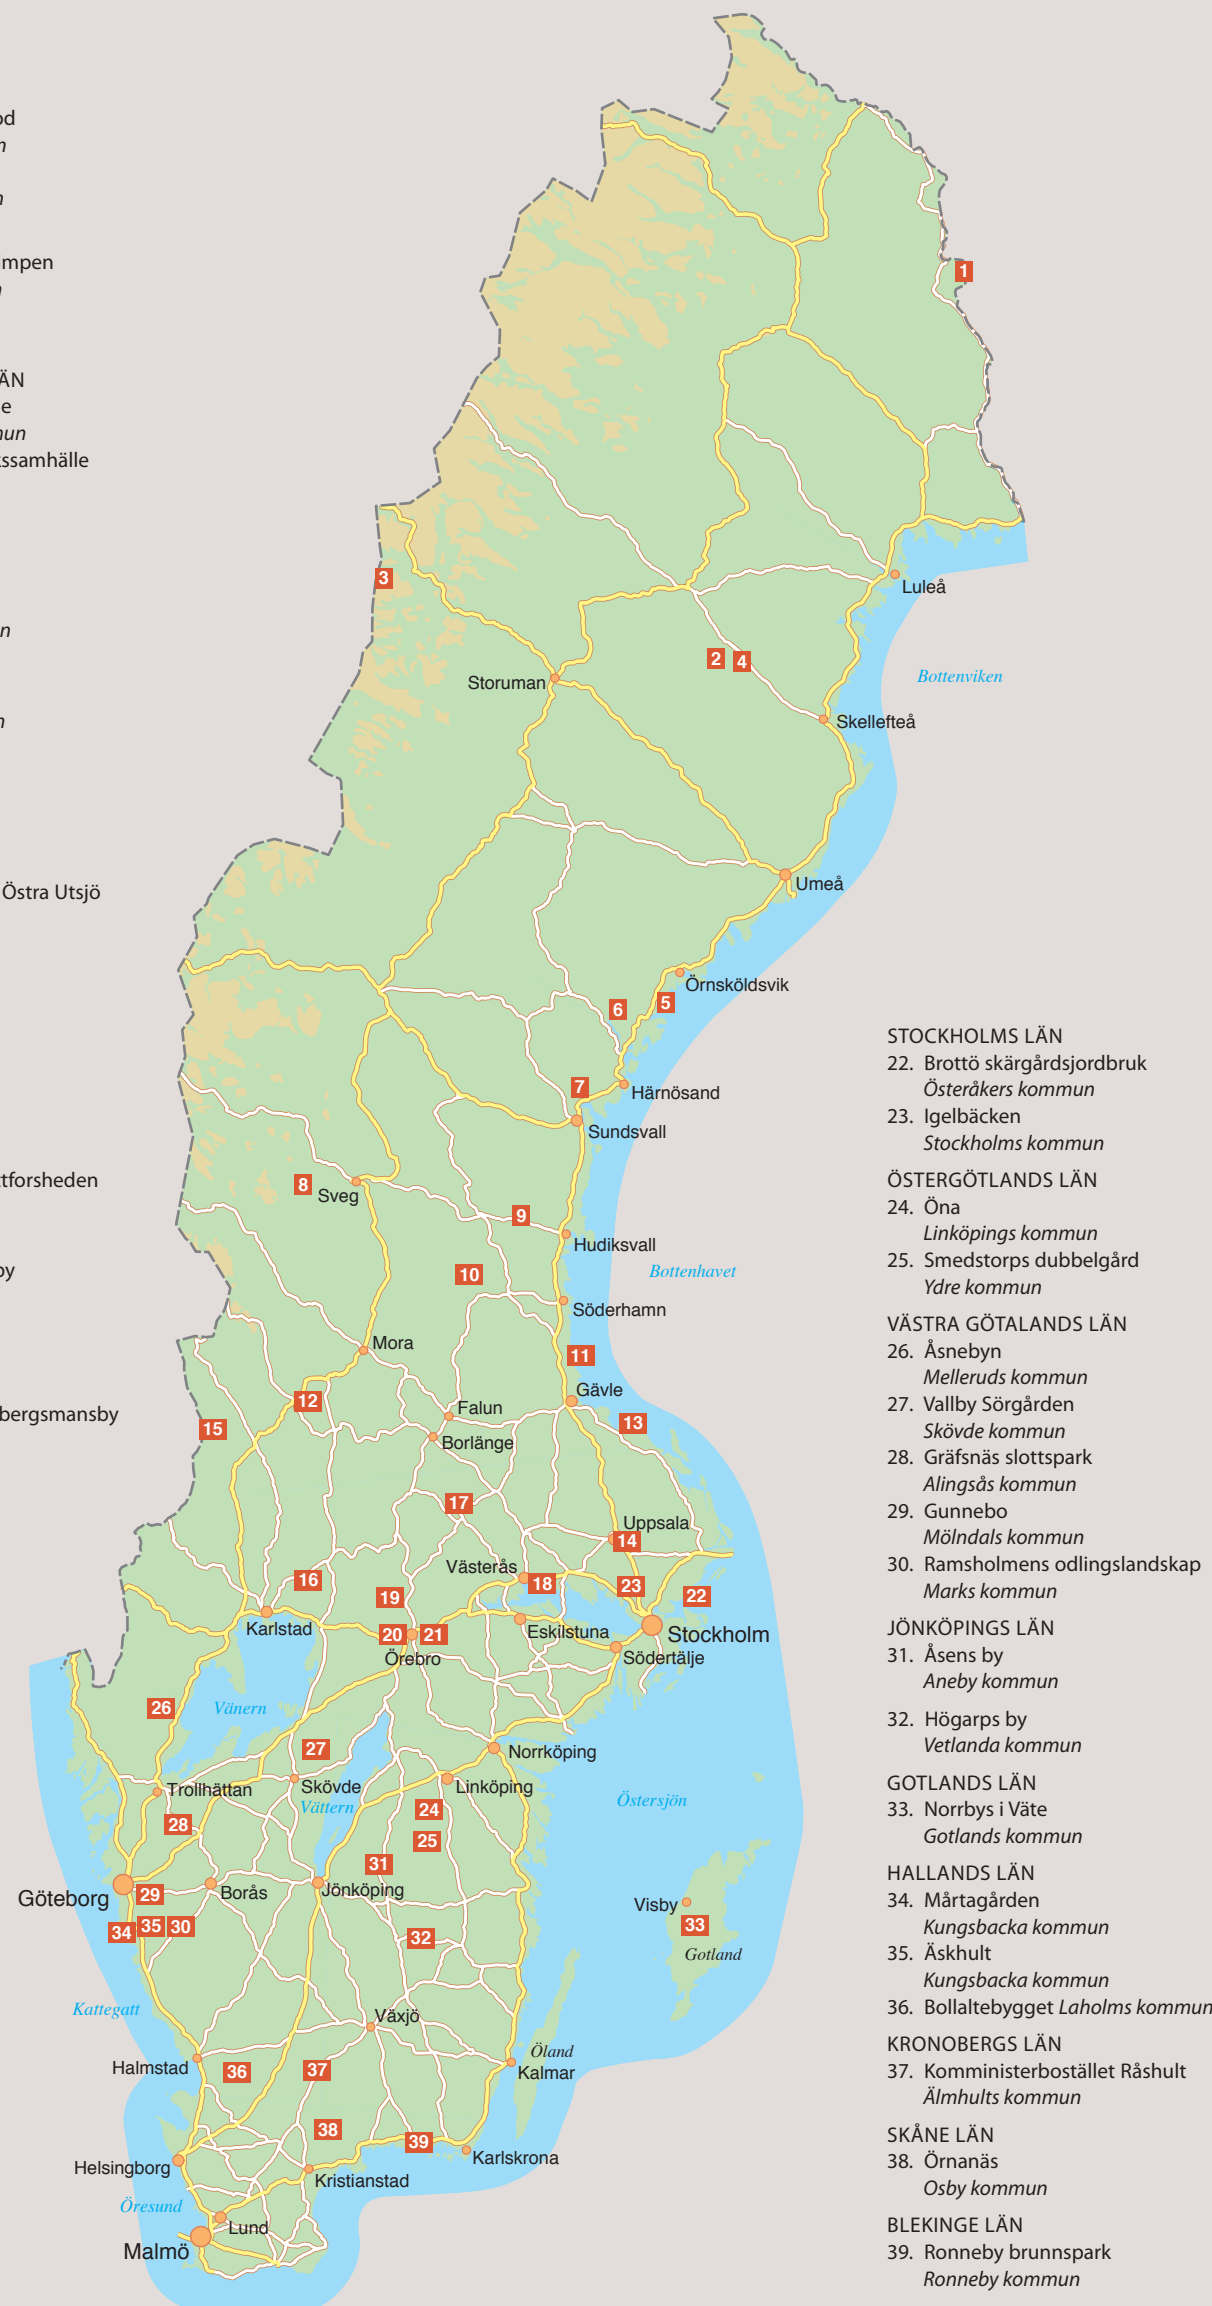 od
n
n
mpen
ÄN
e
un
ssamhälle
n
n
Östra Utsjö
tforsheden
by
bergsmansby
1
3
Luleå
2
4
Storuman
Bottenviken
Skellefteå
Umeå
Örnsköldsvik
5
6
7
Härnösand
Sundsvall
8
Sveg
9
Hudiksvall
Bottenhavet
10
Söderhamn
Mora
11
Gävle
12
Falun
13
15
Borlänge
17
Uppsala
14
Västerås
18
23
22
16
19
Karlstad
20
21
Örebro
Eskilstuna
Stockholm
Södertälje
26
Vänern
27
Norrköping
Trollhättan
Skövde
Linköping
Vättern
24
Östersjön
28
25
31
Göteborg
29
Borås
Jönköping
Visby
34
35
30
32
33
Gotland
Kattegatt
Växjö
Öland
Halmstad
36
37
Kalmar
38
39
Helsingborg
Karlskrona
Kristianstad
Öresund
Lund
Malmö
STOCKHOLMS LÄN
22. Brottö skärgårdsjordbruk
Österåkers kommun
23. Igelbäcken
Stockholms kommun
ÖSTERGÖTLANDS LÄN
24. Öna
Linköpings kommun
25. Smedstorps dubbelgård
Ydre kommun
VÄSTRA GÖTALANDS LÄN
26. Åsnebyn
Melleruds kommun
27. Vallby Sörgården
Skövde kommun
28. Gräfsnäs slottspark
Alingsås kommun
29. Gunnebo
Mölndals kommun
30. Ramsholmens odlingslandskap
Marks kommun
JÖNKÖPINGS LÄN
31. Åsens by
Aneby kommun
32. Högarps by
Vetlanda kommun
GOTLANDS LÄN
33. Norrbys i Väte
Gotlands kommun
HALLANDS LÄN
34. Mårtagården
Kungsbacka kommun
35. Äskhult
Kungsbacka kommun
36. Bollaltebygget Laholms kommun
KRONOBERGS LÄN
37. Komministerbostället Råshult
Älmhults kommun
SKÅNE LÄN
38. Örnanäs
Osby kommun
BLEKINGE LÄN
39. Ronneby brunnspark
Ronneby kommun